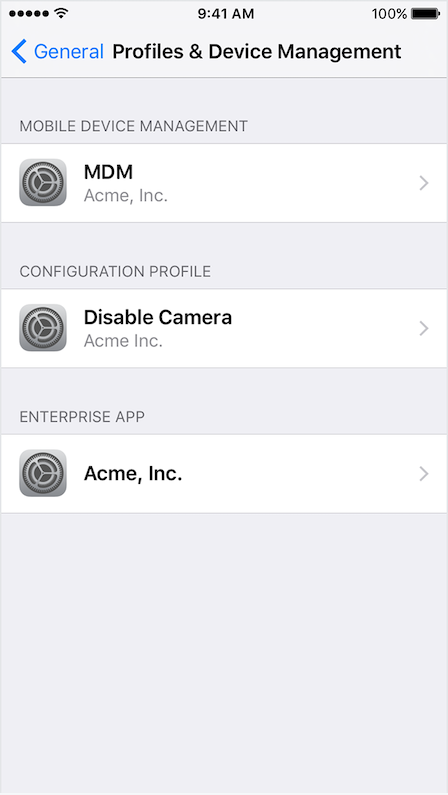 9:41 AM 100%
General Profiles & Device Management
MOBILE DEVICE MANAGEMENT
MDM
Acme, Inc.
CONFIGURATION PROFILE
Disable Camera
Acme Inc.
ENTERPRISE APP
Acme, Inc.